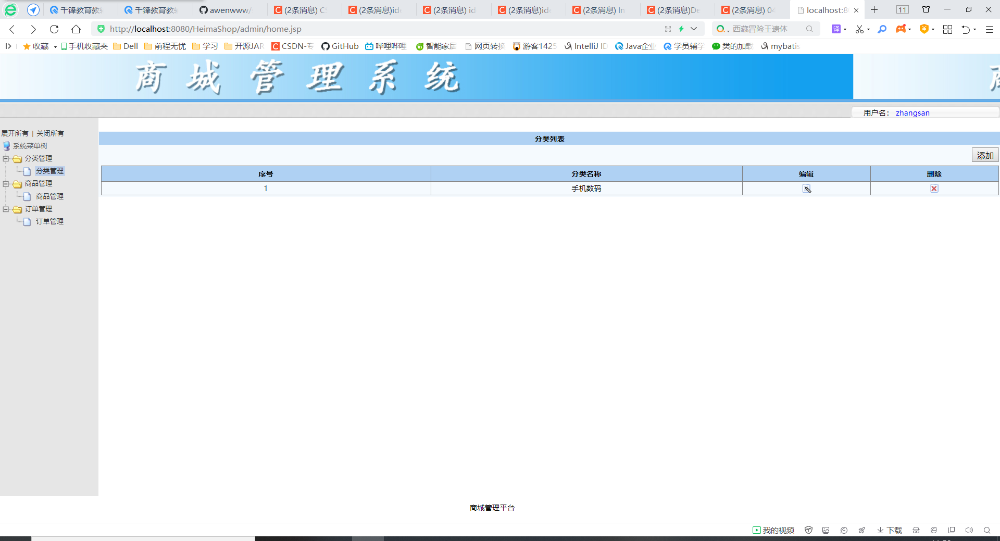 千锋教育教 千锋教育教 awenwww/ (2条消息) (2条消息)id (2条消息) id (2条消息)id (2条消息) In (2条消息)De (2条消息) 04 localhost:8 11
http://localhost:8080/HeimaShop/admin/home.jsp 西藏冒险王遗体 译
收藏 手机收藏夹 Dell 前程无忧 学习 开源JAR CSDN-专 GitHub 哔哩哔哩 智能家居 网页转换 游客1425 IntelliJ ID Java企业 学员辅学 类的加载 mybatis
商城管理系统
用户名： zhangsan
展开所有 | 关闭所有
系统菜单树
分类管理
分类管理
商品管理
商品管理
订单管理
订单管理
分类列表
添加
序号 分类名称 编辑 删除
1 手机数码
商城管理平台
我的视频 下载